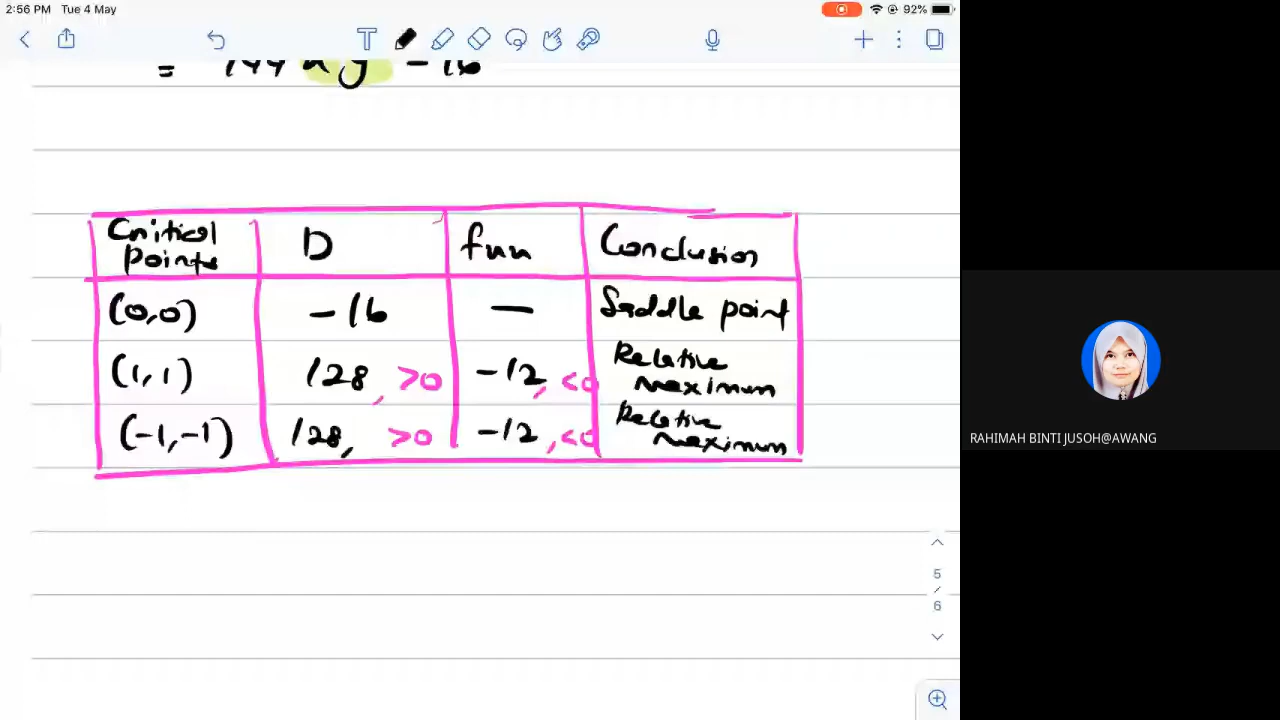 2:56 PM Tue 4 May
92%
= 144 x y - 16
Critical points D fxx Conclusion
(0,0) -16 — Saddle point
(1,1) 128, >0 -12, <0 Relative maximum
(-1,-1) 128, >0 -12, <0 Relative maximum
5
/
6
RAHIMAH BINTI JUSOH@AWANG